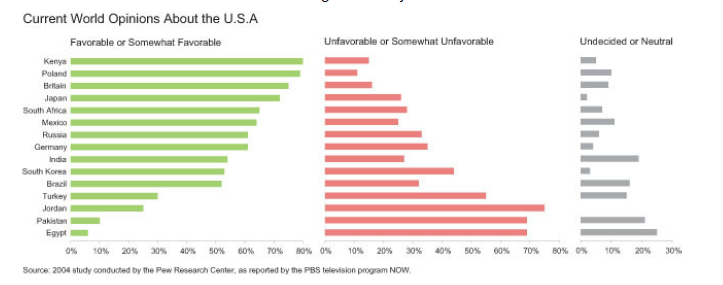 Current World Opinions About the U.S.A
Favorable or Somewhat Favorable Unfavorable or Somewhat Unfavorable Undecided or Neutral
Kenya
Poland
Britain
Japan
South Africa
Mexico
Russia
Germany
India
South Korea
Brazil
Turkey
Jordan
Pakistan
Egypt
0% 10% 20% 30% 40% 50% 60% 70% 80% 0% 10% 20% 30% 40% 50% 60% 70% 80% 0% 10% 20% 30%
Source: 2004 study conducted by the Pew Research Center, as reported by the PBS television program NOW.